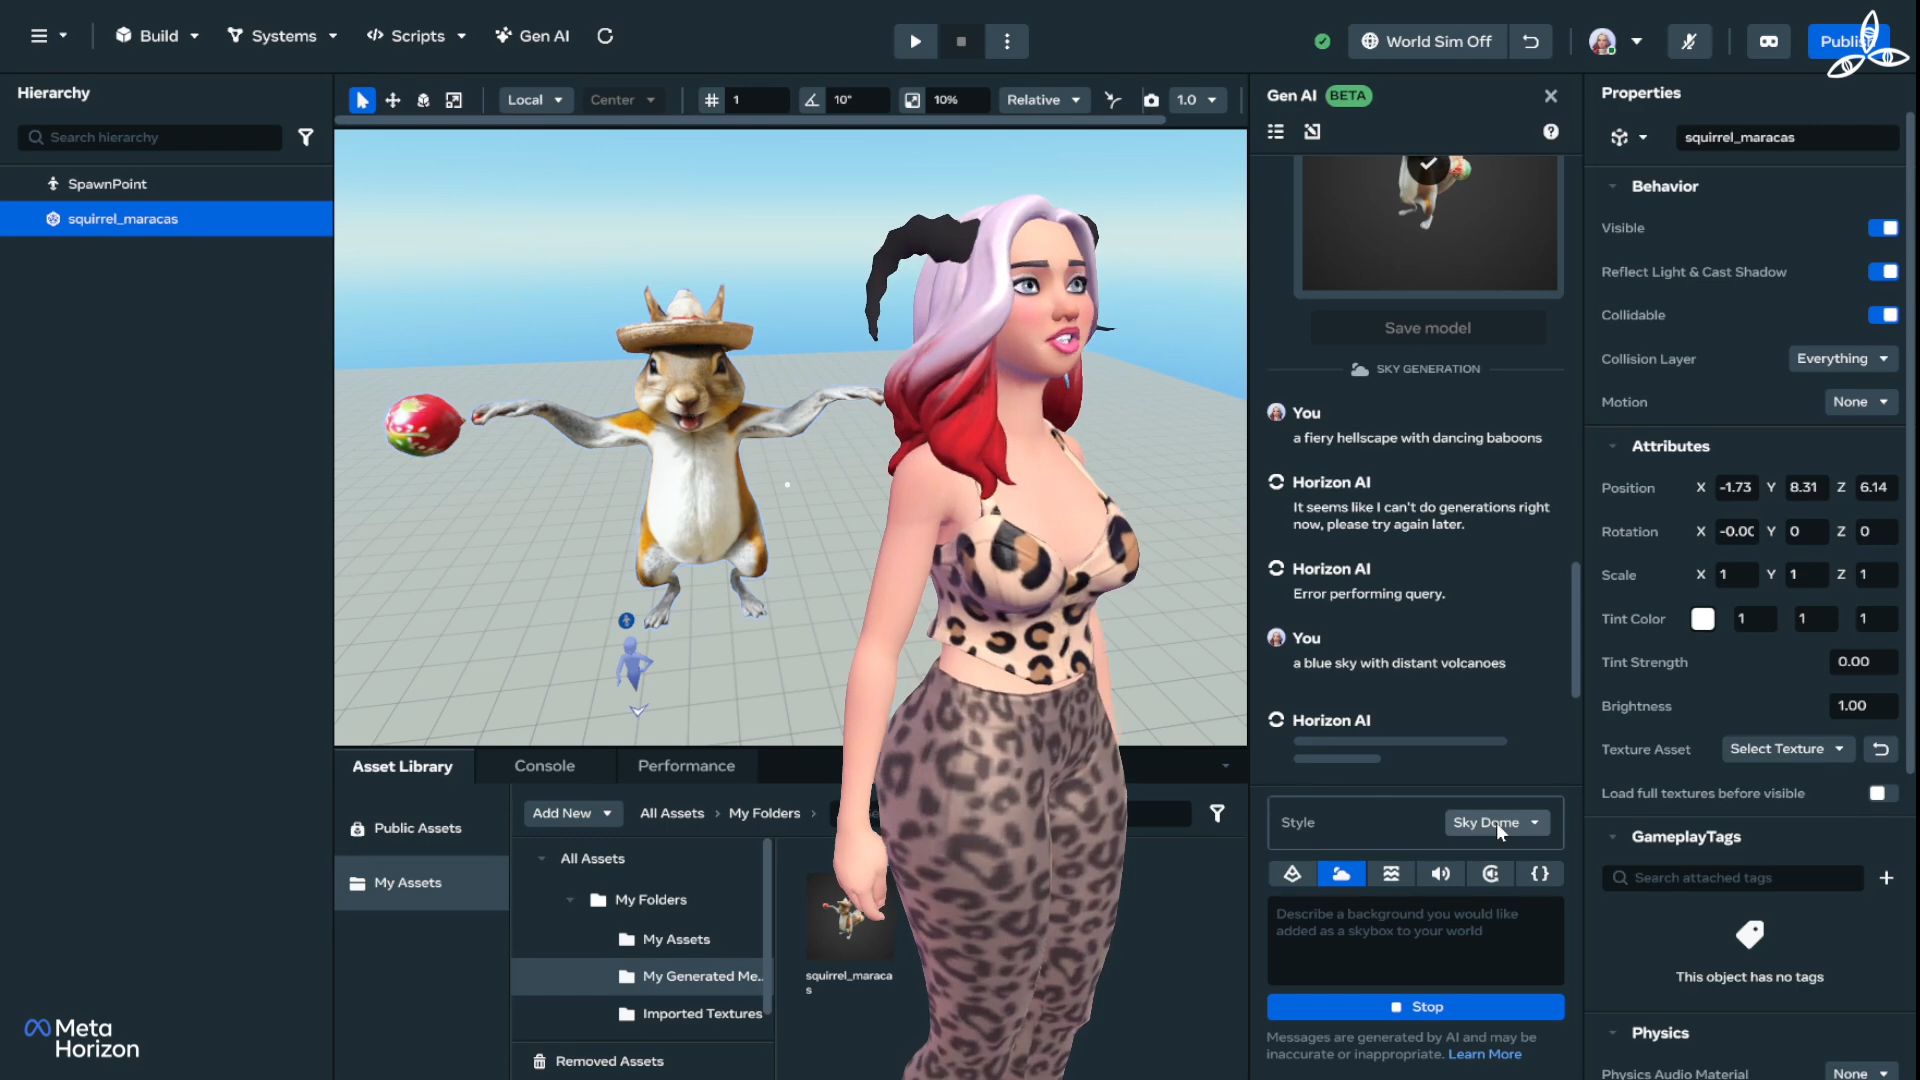 Build
Systems
Scripts
Gen AI
World Sim Off
Hierarchy
Search hierarchy
SpawnPoint
squirrel_maracas
Local
Center
1
10°
10%
Relative
1.0
Gen AI BETA
Save model
SKY GENERATION
You
a fiery hellscape with dancing baboons
Horizon AI
It seems like I can't do generations right
now, please try again later.
Horizon AI
Error performing query.
You
a blue sky with distant volcanoes
Horizon AI
Style
Sky Dome
Describe a background you would like
added as a skybox to your world
Stop
Messages are generated by AI and may be
inaccurate or inappropriate. Learn More
Properties
squirrel_maracas
Behavior
Visible
Reflect Light & Cast Shadow
Collidable
Collision Layer
Everything
Motion
None
Attributes
Position X -1.73 Y 8.31 Z 6.14
Rotation X -0.00 Y 0 Z 0
Scale X 1 Y 1 Z 1
Tint Color 1 1 1
Tint Strength 0.00
Brightness 1.00
Texture Asset Select Texture
Load full textures before visible
GameplayTags
Search attached tags
This object has no tags
Physics
Physics Audio Material None
Asset Library
Console
Performance
Public Assets
My Assets
Add New
All Assets > My Folders >
All Assets
My Folders
My Assets
My Generated Me..
Imported Textures
Removed Assets
squirrel_maraca
s
Meta
Horizon